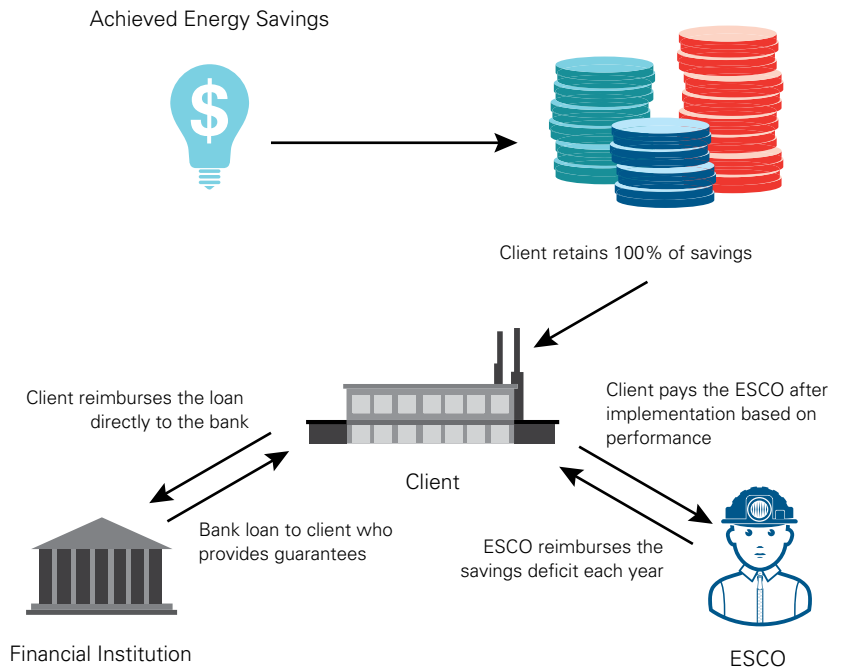 Achieved Energy Savings
$
Client retains 100% of savings
Client reimburses the loan
directly to the bank
Client pays the ESCO after
implementation based on
performance
Client
Bank loan to client who
provides guarantees
ESCO reimburses the
savings deficit each year
Financial Institution
ESCO